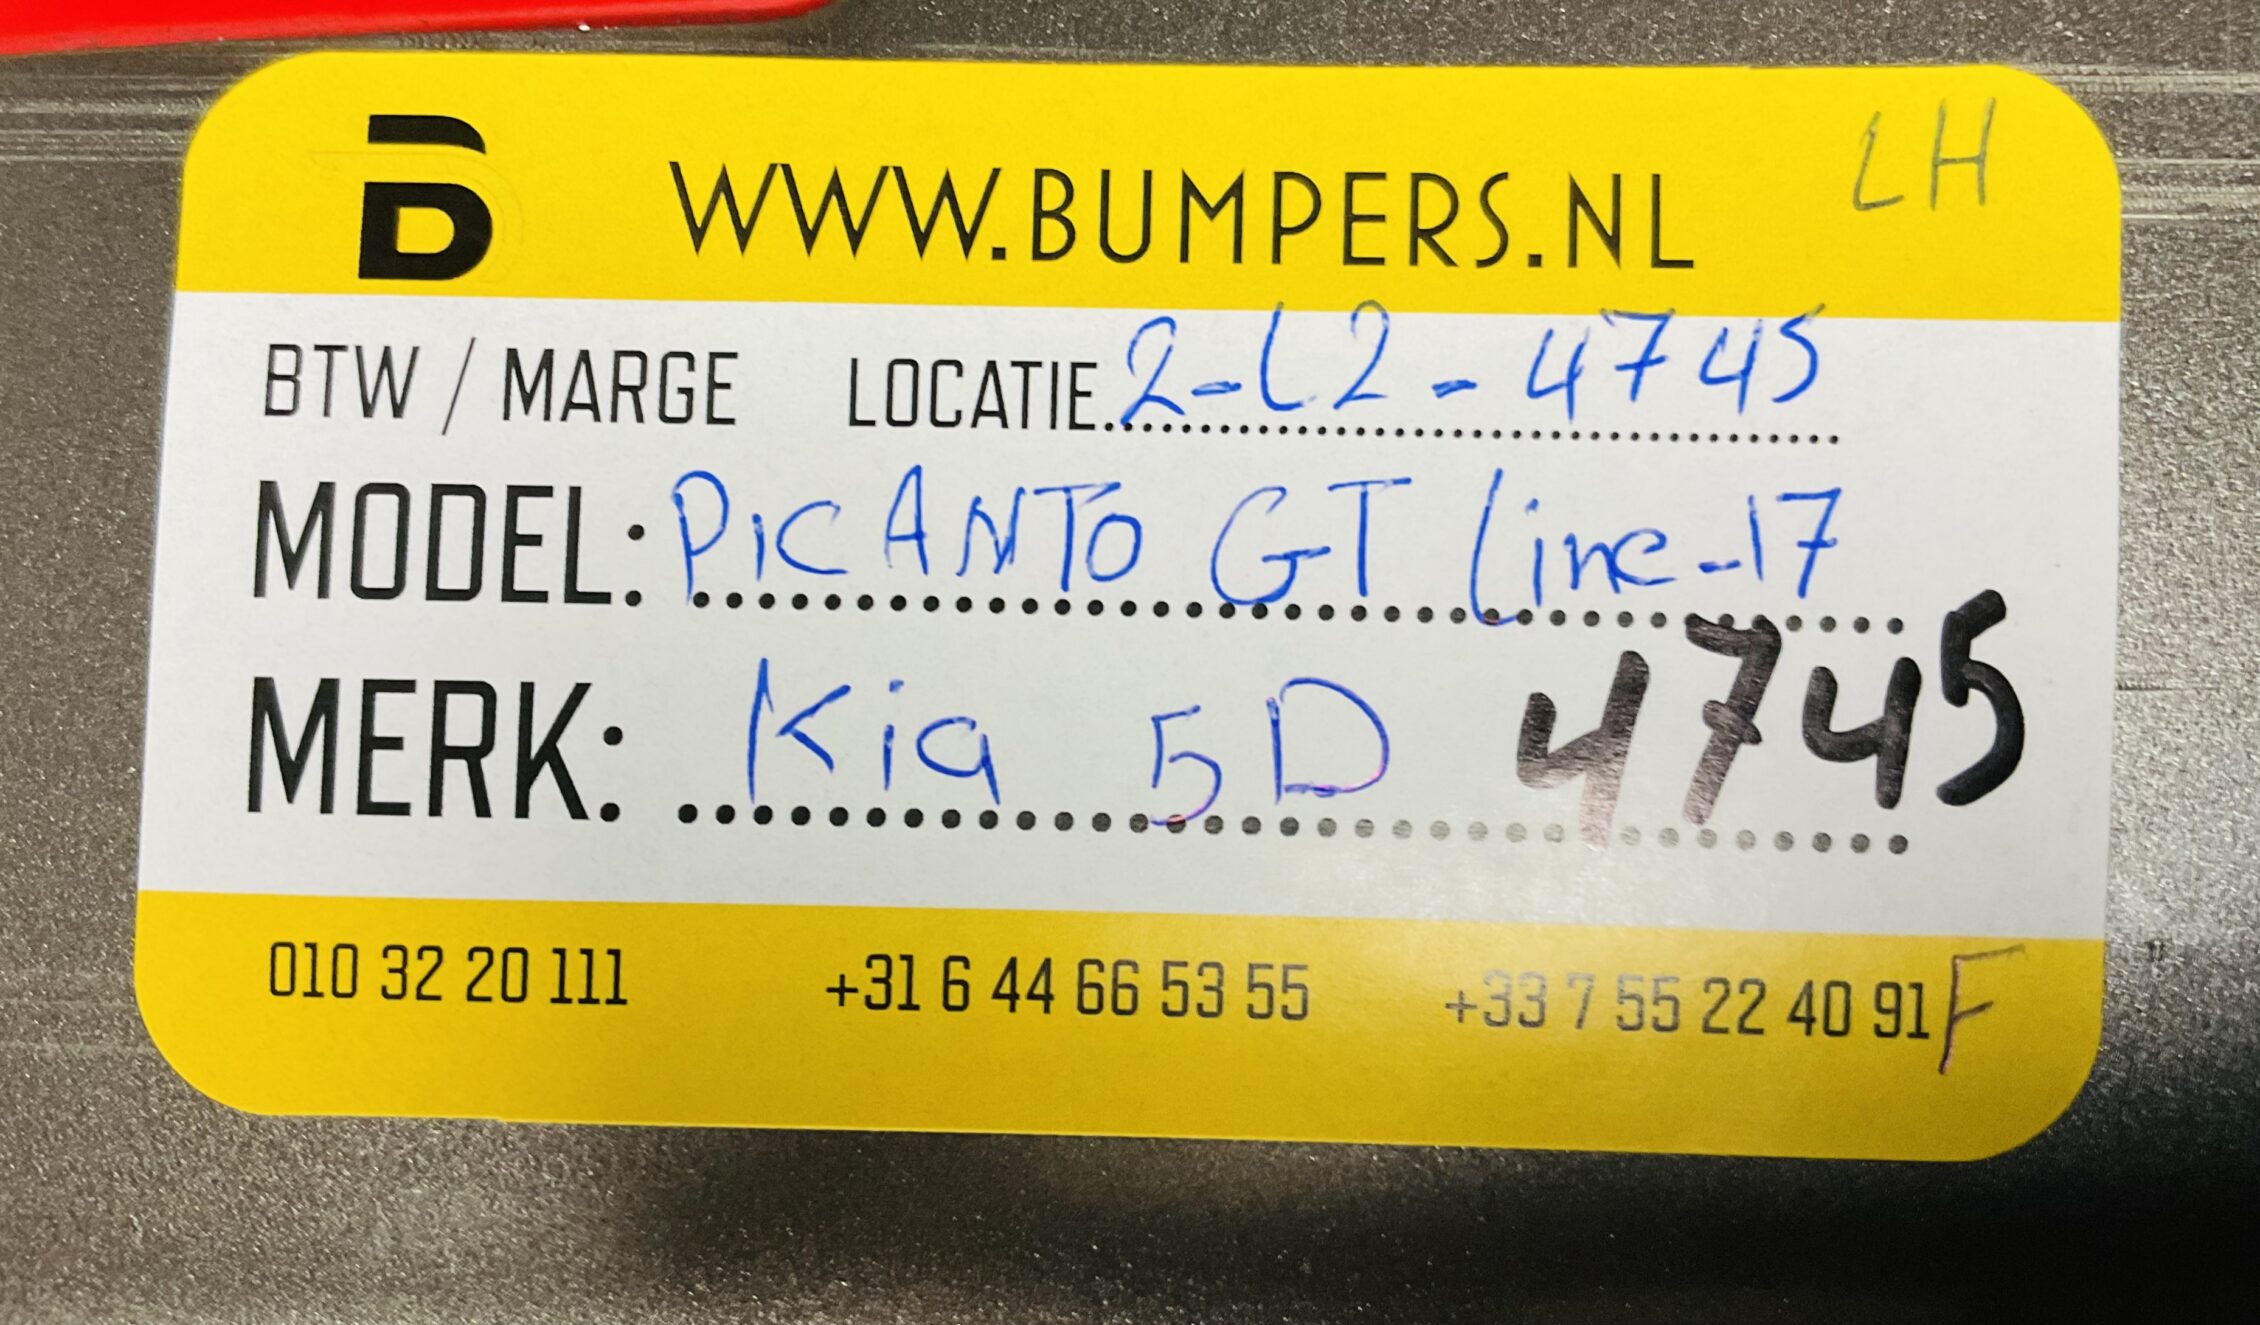 B WWW.BUMPERS.NL LH
BTW / MARGE LOCATIE 2-L2-4745
MODEL: PICANTO GT Line-17
MERK: Kia 5D 4745
010 32 20 111 +31 6 44 66 53 55 +33 7 55 22 40 91 F